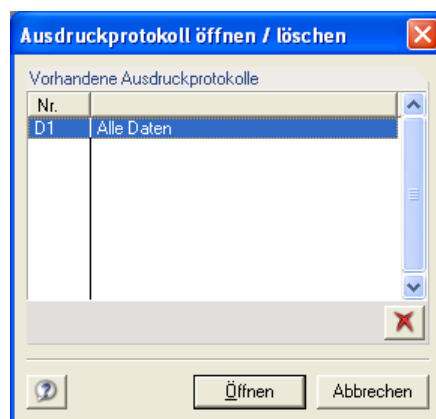 Ausdruckprotokoll öffnen / löschen
Vorhandene Ausdruckprotokolle
Nr.
D1 Alle Daten
Öffnen Abbrechen